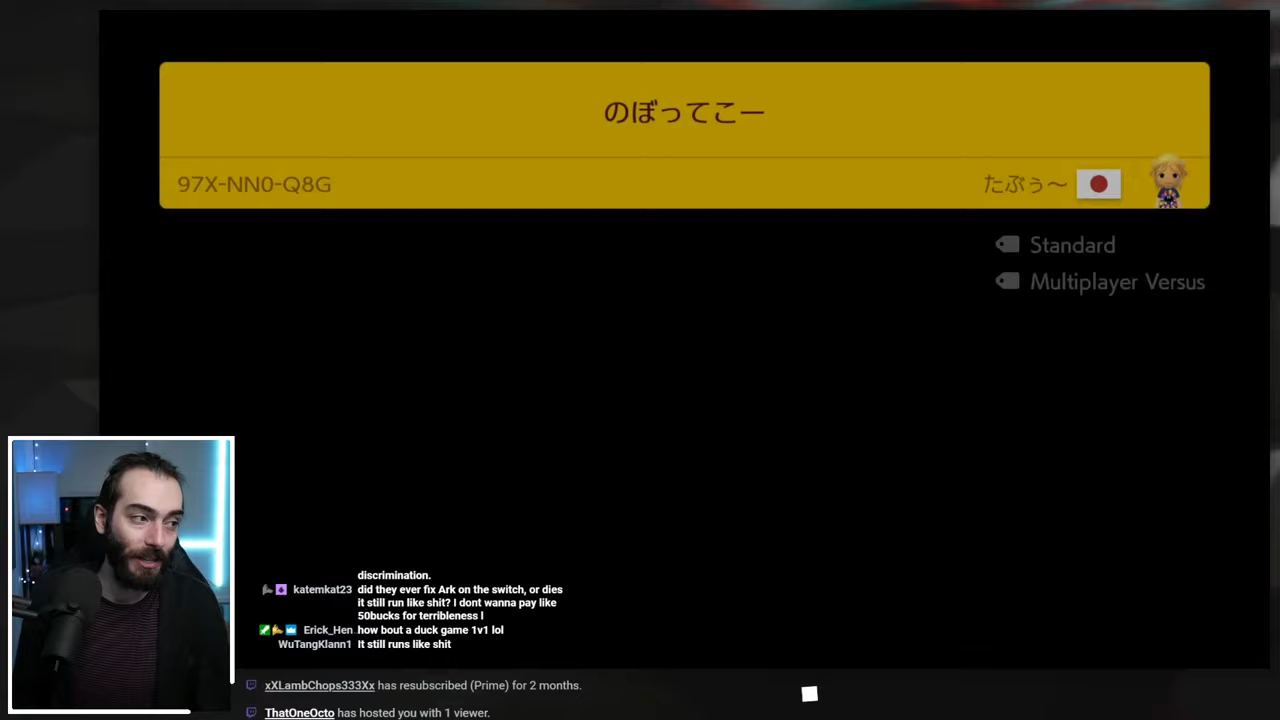 のぼってこー
97X-NN0-Q8G
たぶぅ～
Standard
Multiplayer Versus
discrimination.
katemkat23 did they ever fix Ark on the switch, or dies
it still run like shit? I dont wanna pay like
50bucks for terribleness l
Erick_Hen how bout a duck game 1v1 lol
WuTangKlann1 It still runs like shit
xXLambChops333Xx has resubscribed (Prime) for 2 months.
ThatOneOcto has hosted you with 1 viewer.